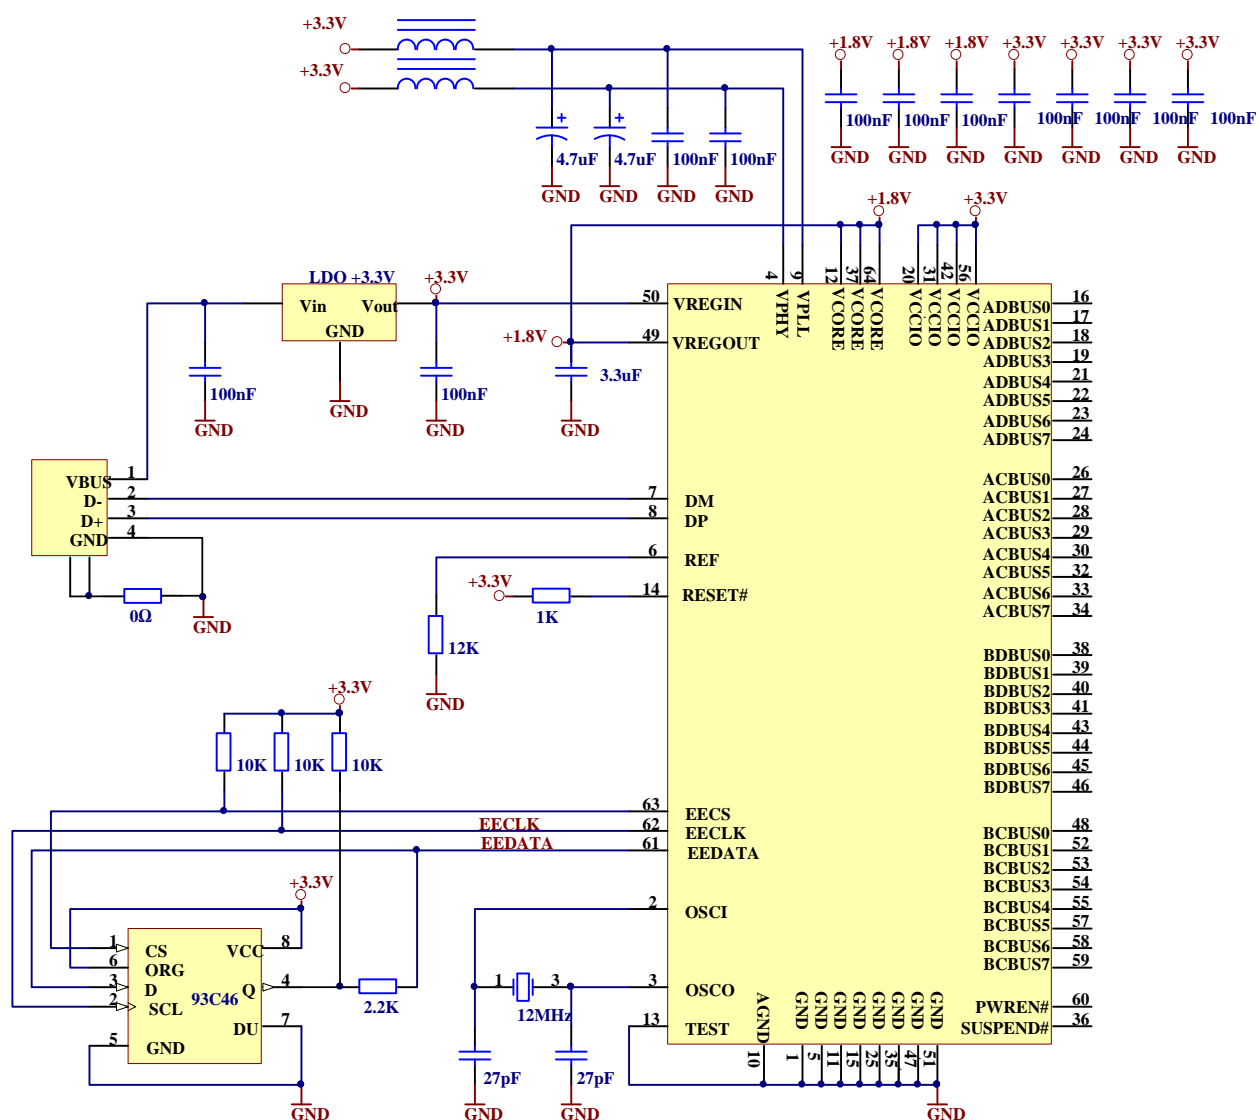 +3.3V
+3.3V
4.7uF
4.7uF
100nF
100nF
GND
GND
GND
GND
+1.8V
+1.8V
+1.8V
+3.3V
+3.3V
+3.3V
+3.3V
100nF
100nF
100nF
100nF
100nF
100nF
100nF
GND
GND
GND
GND
GND
GND
GND
+1.8V
+3.3V
LDO +3.3V
Vin
Vout
GND
GND
+3.3V
100nF
GND
100nF
GND
+1.8V
3.3uF
GND
VBUS
1
D-
2
D+
3
GND
4
0Ω
GND
12K
GND
+3.3V
1K
+3.3V
10K
10K
10K
EECLK
EEDATA
+3.3V
93C46
1
CS
6
ORG
3
D
2
SCL
5
GND
VCC
8
Q
4
DU
7
2.2K
GND
1
3
12MHz
27pF
27pF
GND
GND
50
VREGIN
49
VREGOUT
7
DM
8
DP
6
REF
14
RESET#
63
EECS
62
EECLK
61
EEDATA
2
OSCI
3
OSCO
13
TEST
4
VPHY
9
VPLL
12
VCORE
37
VCORE
64
VCORE
20
VCCIO
31
VCCIO
42
VCCIO
56
VCCIO
ADBUS0
16
ADBUS1
17
ADBUS2
18
ADBUS3
19
ADBUS4
21
ADBUS5
22
ADBUS6
23
ADBUS7
24
ACBUS0
26
ACBUS1
27
ACBUS2
28
ACBUS3
29
ACBUS4
30
ACBUS5
32
ACBUS6
33
ACBUS7
34
BDBUS0
38
BDBUS1
39
BDBUS2
40
BDBUS3
41
BDBUS4
43
BDBUS5
44
BDBUS6
45
BDBUS7
46
BCBUS0
48
BCBUS1
52
BCBUS2
53
BCBUS3
54
BCBUS4
55
BCBUS5
57
BCBUS6
58
BCBUS7
59
PWREN#
60
SUSPEND#
36
AGND
10
GND
1
GND
5
GND
11
GND
15
GND
25
GND
35
GND
47
GND
51
GND